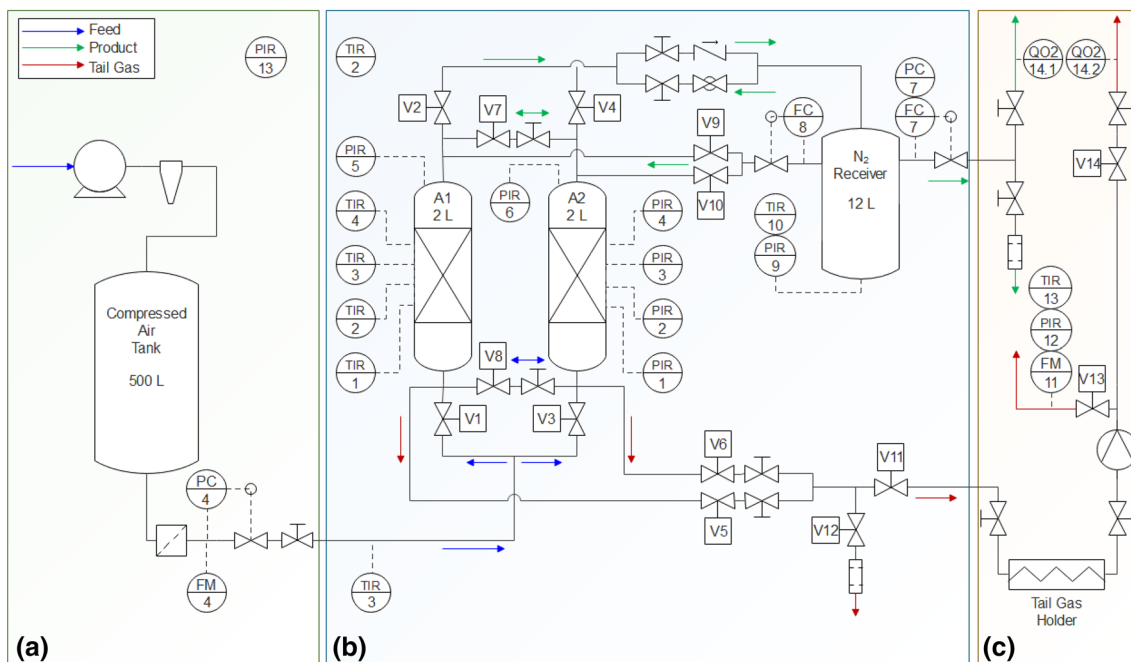 Feed
Product
Tail Gas
PIR
13
Compressed
Air
Tank
500 L
PC
4
FM
4
(a)
TIR
2
V2
V7
V4
PIR
5
PIR
6
A1
2 L
A2
2 L
TIR
4
TIR
3
TIR
2
TIR
1
PIR
4
PIR
3
PIR
2
PIR
1
V9
V10
FC
8
PC
7
FC
7
N2
Receiver
12 L
TIR
10
PIR
9
V8
V1
V3
V6
V5
V11
V12
TIR
3
(b)
QO2
14.1
QO2
14.2
V14
TIR
13
PIR
12
FM
11
V13
Tail Gas
Holder
(c)